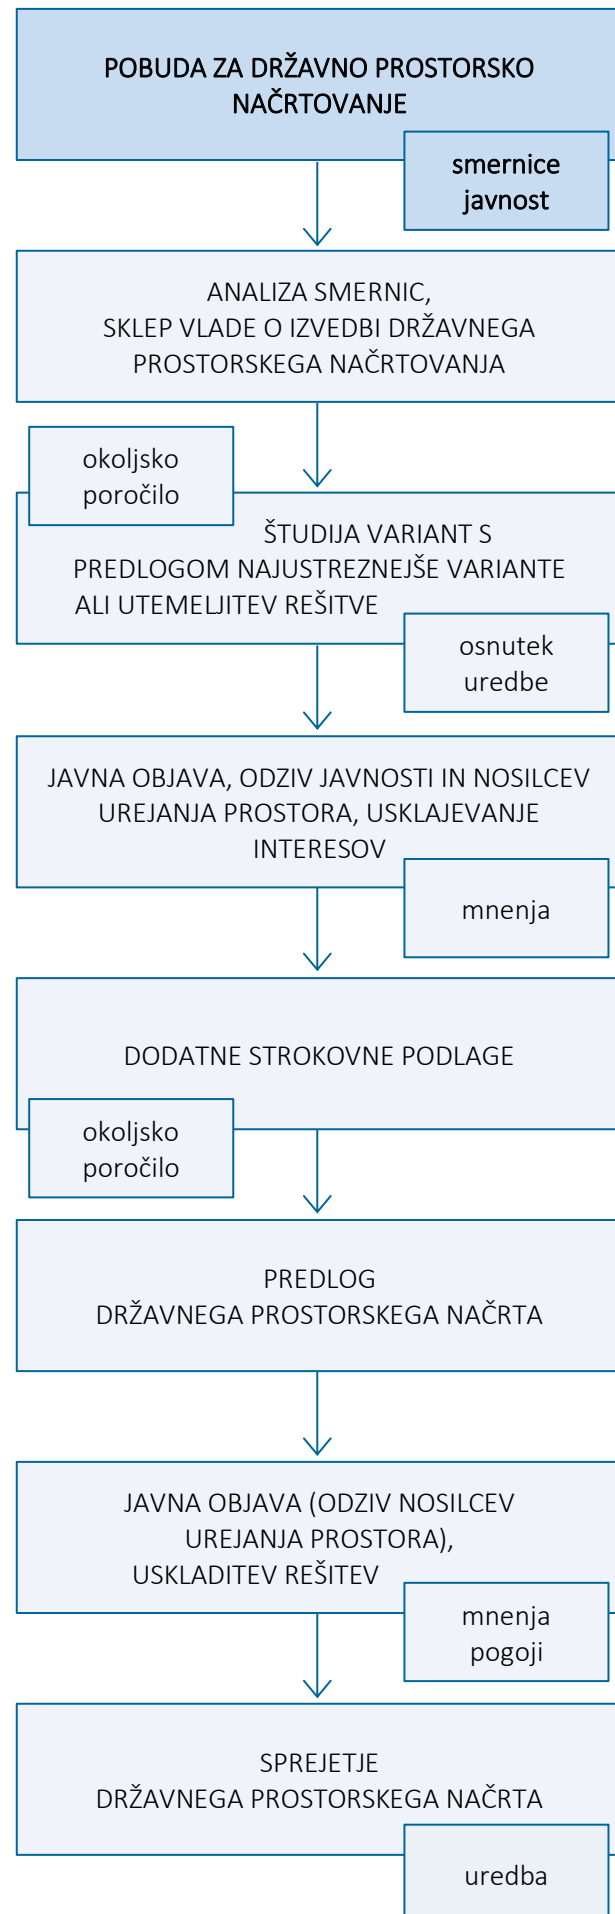 POBUDA ZA DRŽAVNO PROSTORSKO
NAČRTOVANJE
smernice
javnost
ANALIZA SMERNIC,
SKLEP VLADE O IZVEDBI DRŽAVNEGA
PROSTORSKEGA NAČRTOVANJA
okoljsko
poročilo
ŠTUDIJA VARIANT S
PREDLOGOM NAJUSTREZNEJŠE VARIANTE
ALI UTEMELJITEV REŠITVE
osnutek
uredbe
JAVNA OBJAVA, ODZIV JAVNOSTI IN NOSILCEV
UREJANJA PROSTORA, USKLAJEVANJE
INTERESOV
mnenja
DODATNE STROKOVNE PODLAGE
okoljsko
poročilo
PREDLOG
DRŽAVNEGA PROSTORSKEGA NAČRTA
JAVNA OBJAVA (ODZIV NOSILCEV
UREJANJA PROSTORA),
USKLADITEV REŠITEV
mnenja
pogoji
SPREJETJE
DRŽAVNEGA PROSTORSKEGA NAČRTA
uredba